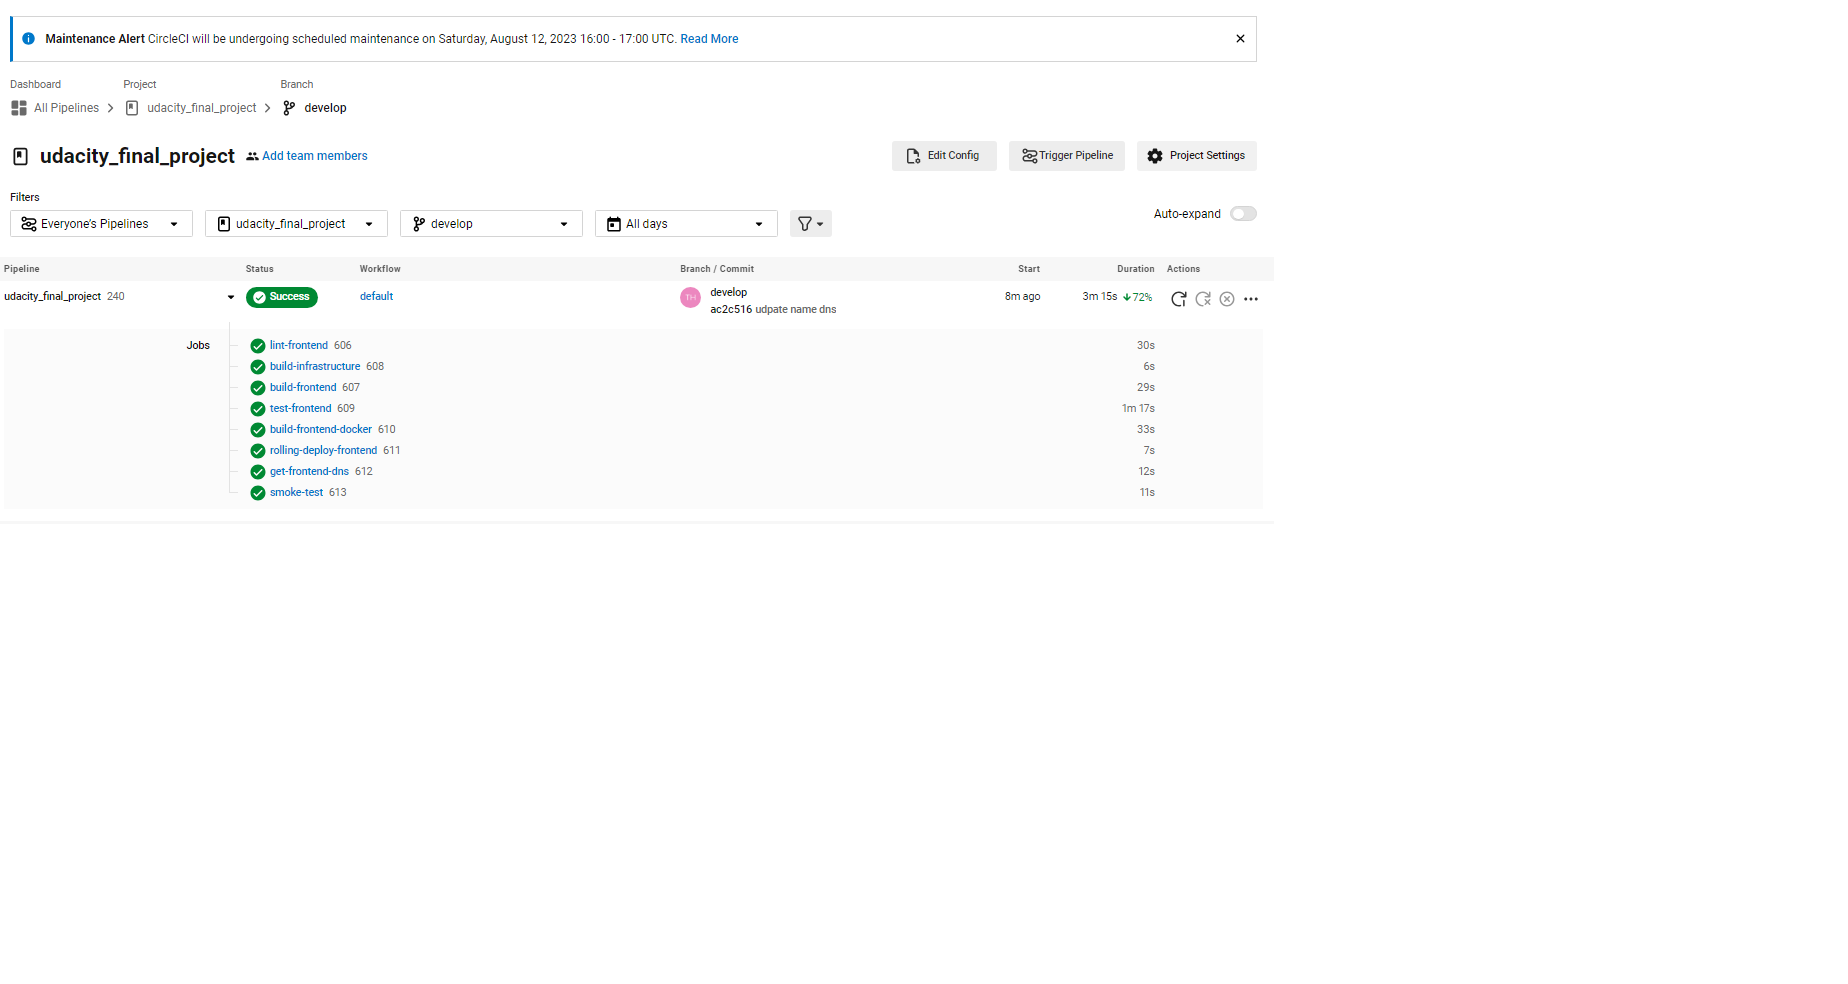 Maintenance Alert CircleCI will be undergoing scheduled maintenance on Saturday, August 12, 2023 16:00 - 17:00 UTC. Read More
Dashboard Project Branch
All Pipelines udacity_final_project develop
udacity_final_project Add team members Edit Config Trigger Pipeline Project Settings
Filters
Everyone's Pipelines udacity_final_project develop All days Auto-expand
Pipeline Status Workflow Branch / Commit Start Duration Actions
udacity_final_project 240 Success default TH develop 8m ago 3m 15s 72%
ac2c516 udpate name dns
Jobs lint-frontend 606 30s
build-infrastructure 608 6s
build-frontend 607 29s
test-frontend 609 1m 17s
build-frontend-docker 610 33s
rolling-deploy-frontend 611 7s
get-frontend-dns 612 12s
smoke-test 613 11s